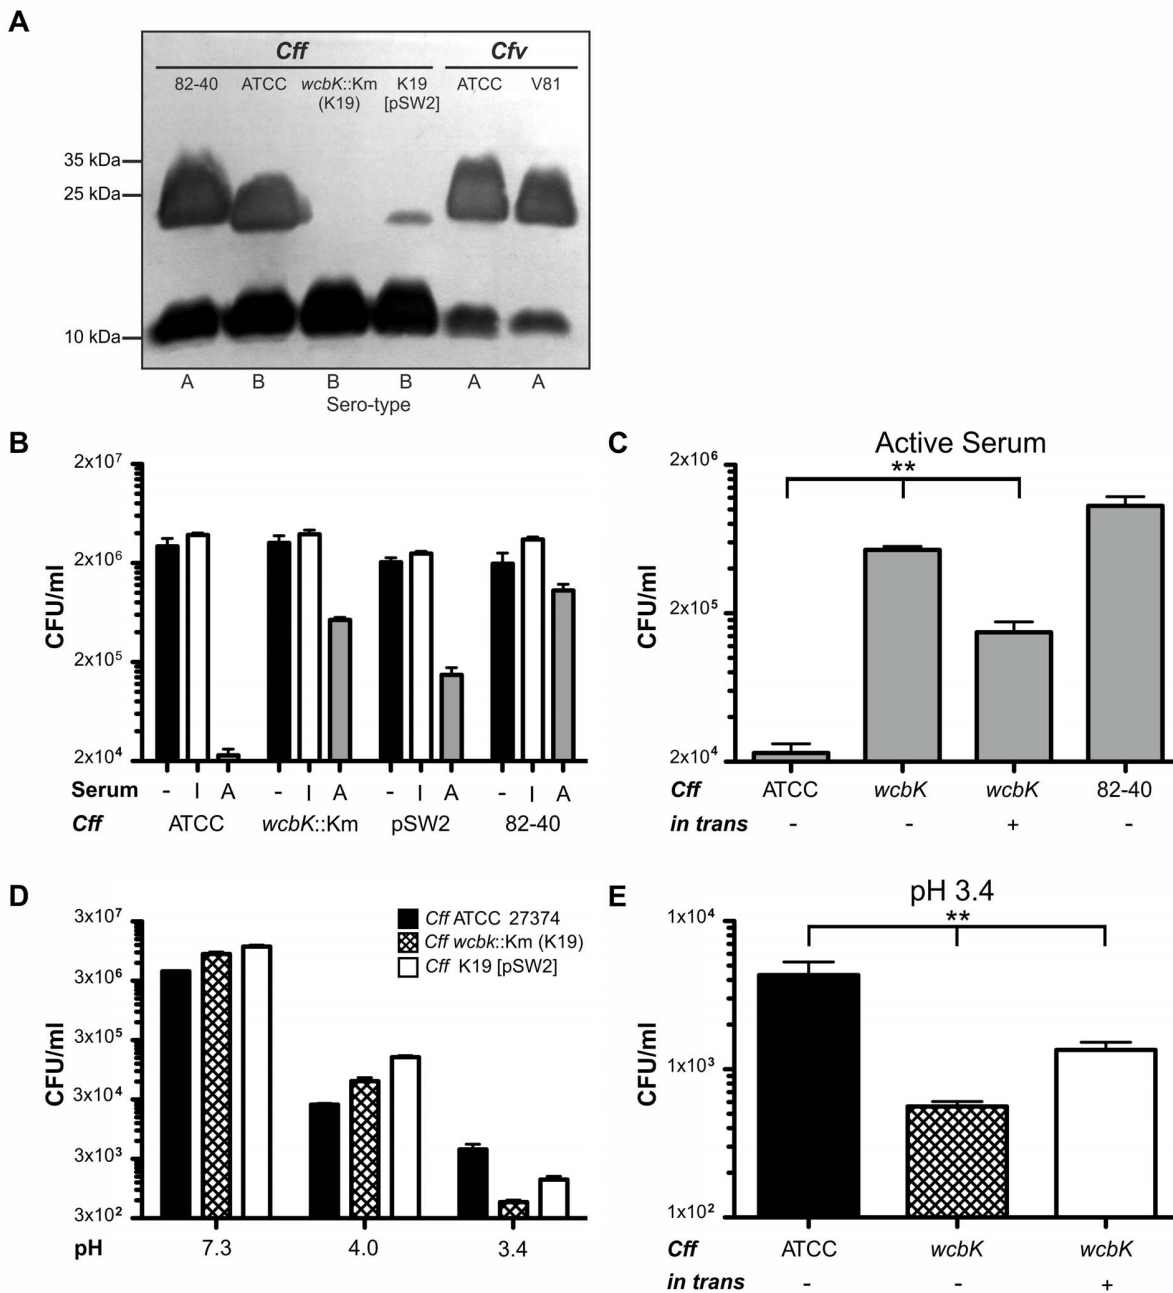 A
Cff Cfv
82-40 ATCC wcbK::Km K19 ATCC V81
(K19) [pSW2]
35 kDa
25 kDa
10 kDa
A B B B A A
Sero-type
B
2x10⁷
2x10⁶
2x10⁵
2x10⁴
CFU/ml
Serum - I A - I A - I A - I A
Cff ATCC wcbK::Km pSW2 82-40
C
Active Serum
**
2x10⁶
2x10⁵
2x10⁴
CFU/ml
Cff ATCC wcbK wcbK 82-40
in trans - - + -
D
Cff ATCC 27374
Cff wcbk::Km (K19)
Cff K19 [pSW2]
3x10⁷
3x10⁶
3x10⁵
3x10⁴
3x10³
3x10²
CFU/ml
pH 7.3 4.0 3.4
E
pH 3.4
**
1x10⁴
1x10³
1x10²
CFU/ml
Cff ATCC wcbK wcbK
in trans - - +